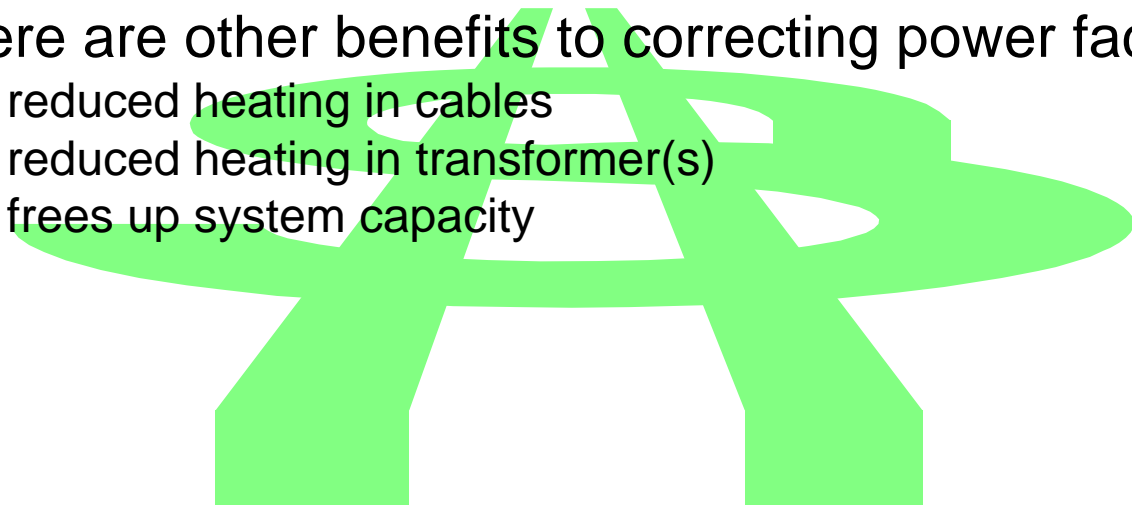 ere are other benefits to correcting power fac
reduced heating in cables
reduced heating in transformer(s)
frees up system capacity